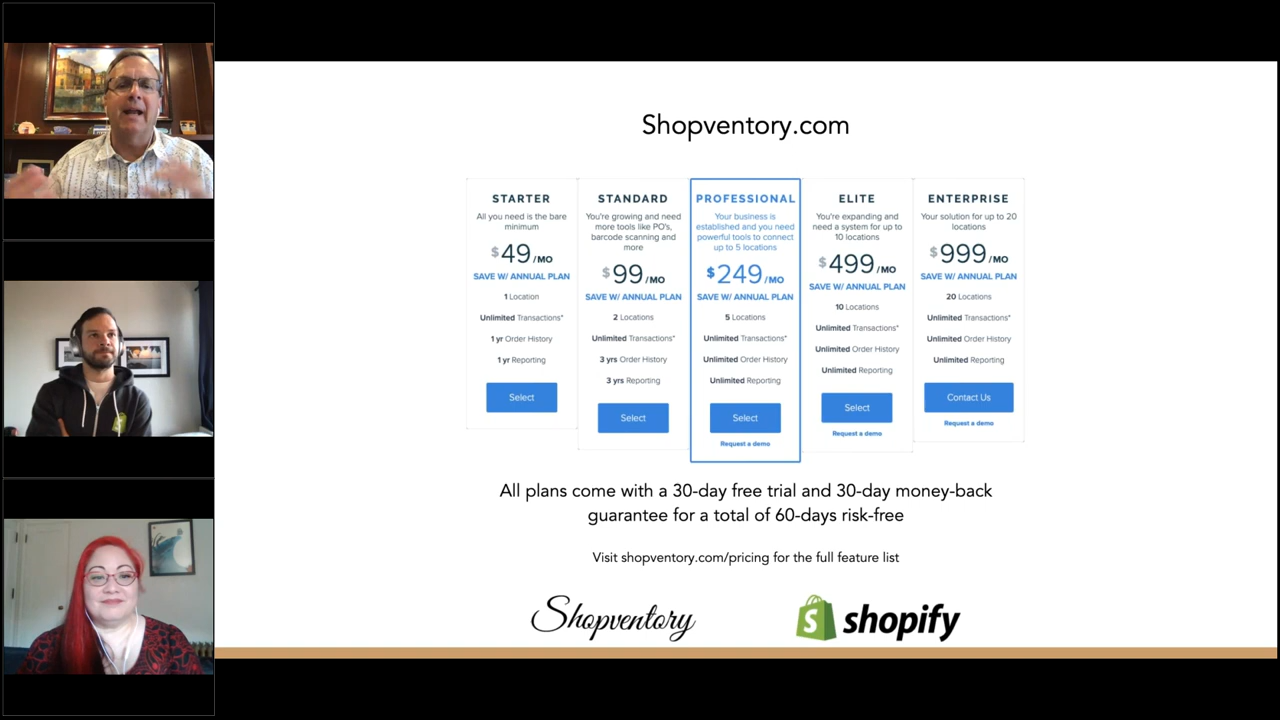 Shopventory.com
STARTER
All you need is the bare
minimum
$49/MO
SAVE W/ ANNUAL PLAN
1 Location
Unlimited Transactions*
1 yr Order History
1 yr Reporting
Select
STANDARD
You're growing and need
more tools like PO's,
barcode scanning and
more
$99/MO
SAVE W/ ANNUAL PLAN
2 Locations
Unlimited Transactions*
3 yrs Order History
3 yrs Reporting
Select
PROFESSIONAL
Your business is
established and you need
powerful tools to connect
up to 5 locations
$249/MO
SAVE W/ ANNUAL PLAN
5 Locations
Unlimited Transactions*
Unlimited Order History
Unlimited Reporting
Select
Request a demo
ELITE
You're expanding and
need a system for up to
10 locations
$499/MO
SAVE W/ ANNUAL PLAN
10 Locations
Unlimited Transactions*
Unlimited Order History
Unlimited Reporting
Select
Request a demo
ENTERPRISE
Your solution for up to 20
locations
$999/MO
SAVE W/ ANNUAL PLAN
20 Locations
Unlimited Transactions*
Unlimited Order History
Unlimited Reporting
Contact Us
Request a demo
All plans come with a 30-day free trial and 30-day money-back
guarantee for a total of 60-days risk-free
Visit shopventory.com/pricing for the full feature list
Shopventory
shopify